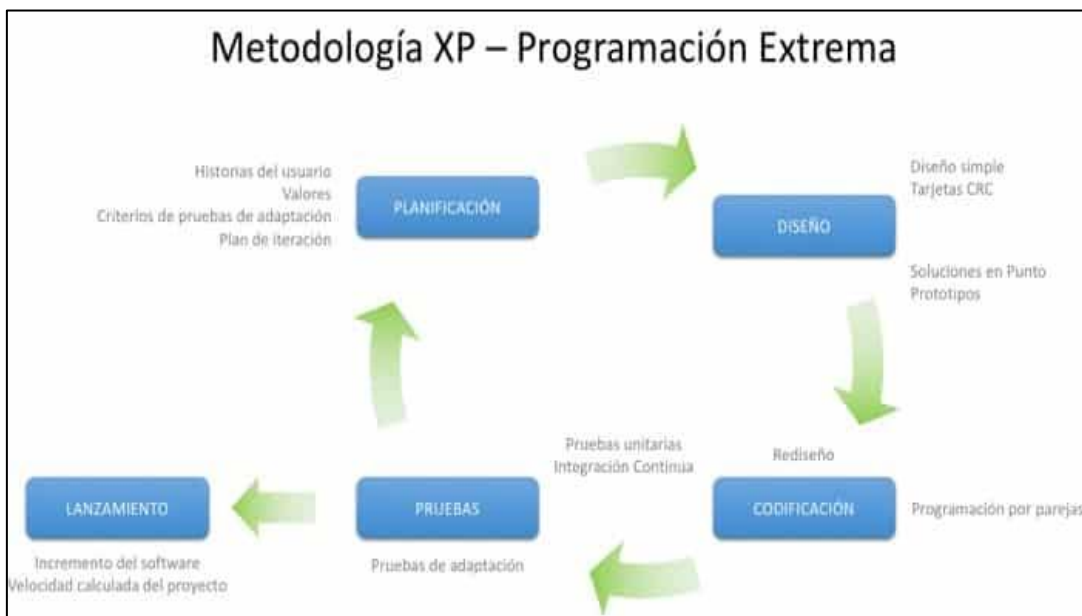 Metodología XP – Programación Extrema
Historias del usuario
Valores
Criterios de pruebas de adaptación
Plan de iteración
PLANIFICACIÓN
DISEÑO
Diseño simple
Tarjetas CRC
Soluciones en Punto
Prototipos
Rediseño
CODIFICACIÓN
Programación por parejas
Pruebas unitarias
Integración Continua
PRUEBAS
Pruebas de adaptación
LANZAMIENTO
Incremento del software
Velocidad calculada del proyecto